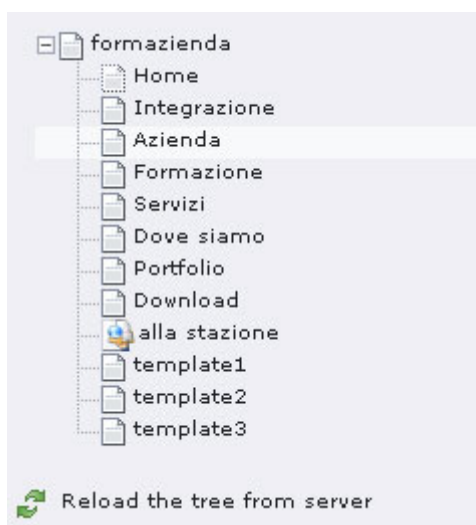 formazienda
Home
Integrazione
Azienda
Formazione
Servizi
Dove siamo
Portfolio
Download
alla stazione
template1
template2
template3
Reload the tree from server